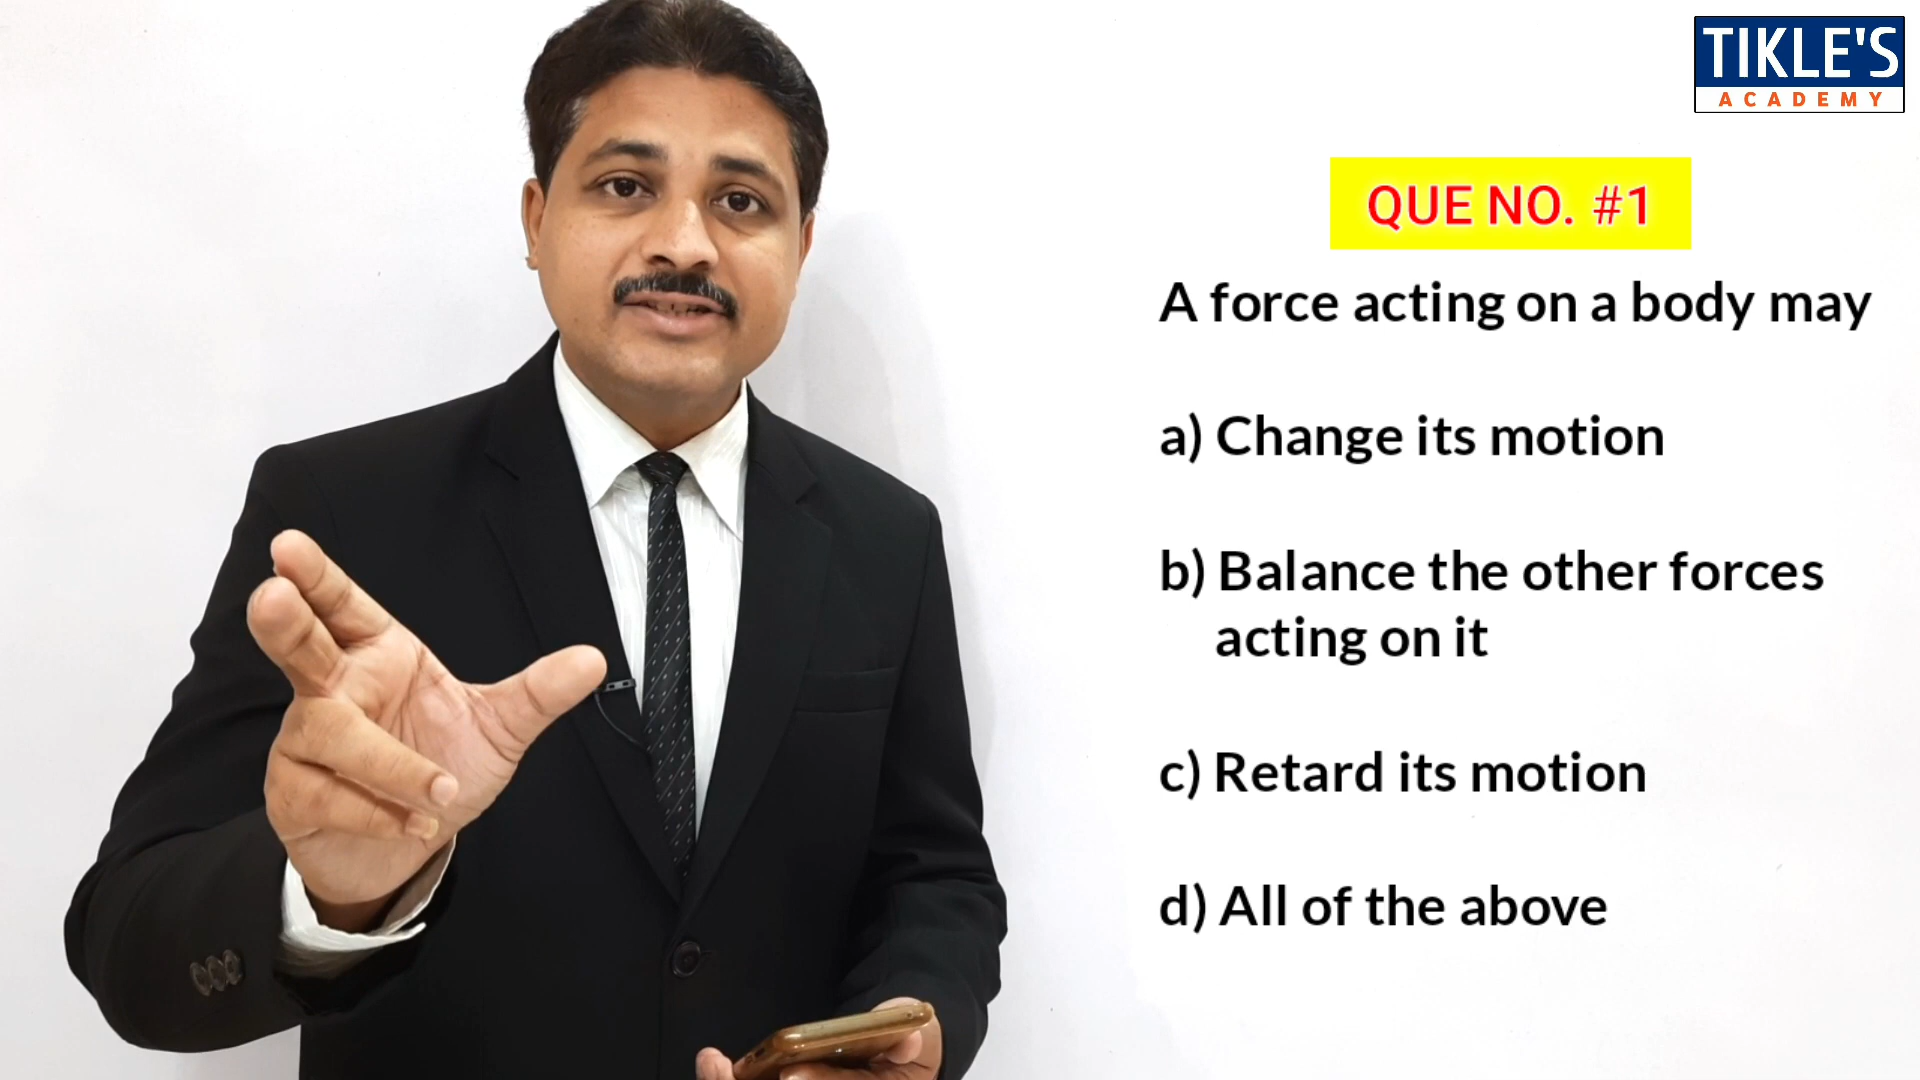 TIKLE'S
ACADEMY
QUE NO. #1
A force acting on a body may
a) Change its motion
b) Balance the other forces
acting on it
c) Retard its motion
d) All of the above